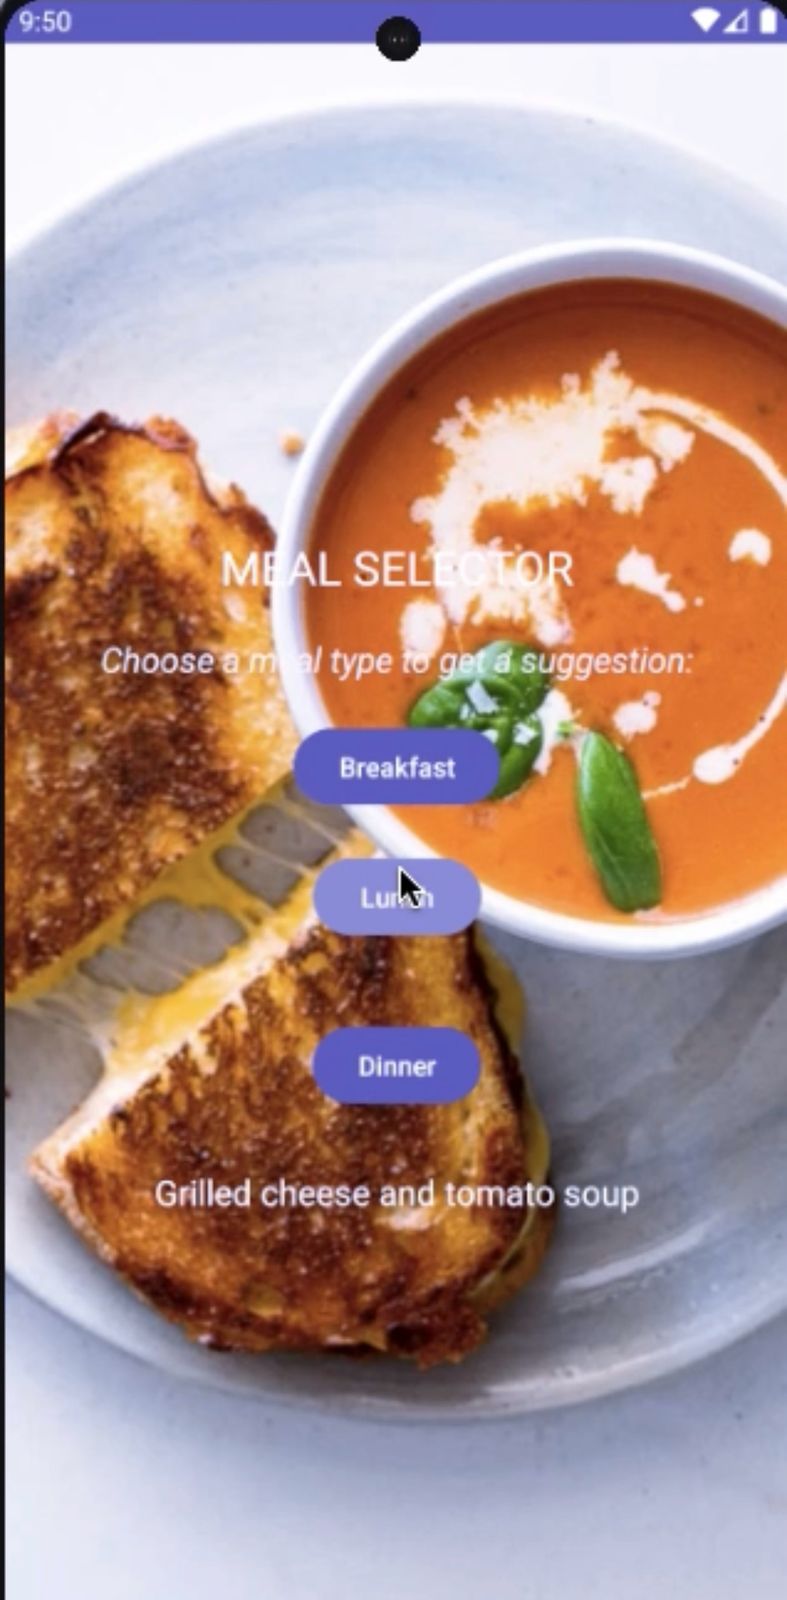 9:50
MEAL SELECTOR
Choose a meal type to get a suggestion:
Breakfast
Lunch
Dinner
Grilled cheese and tomato soup